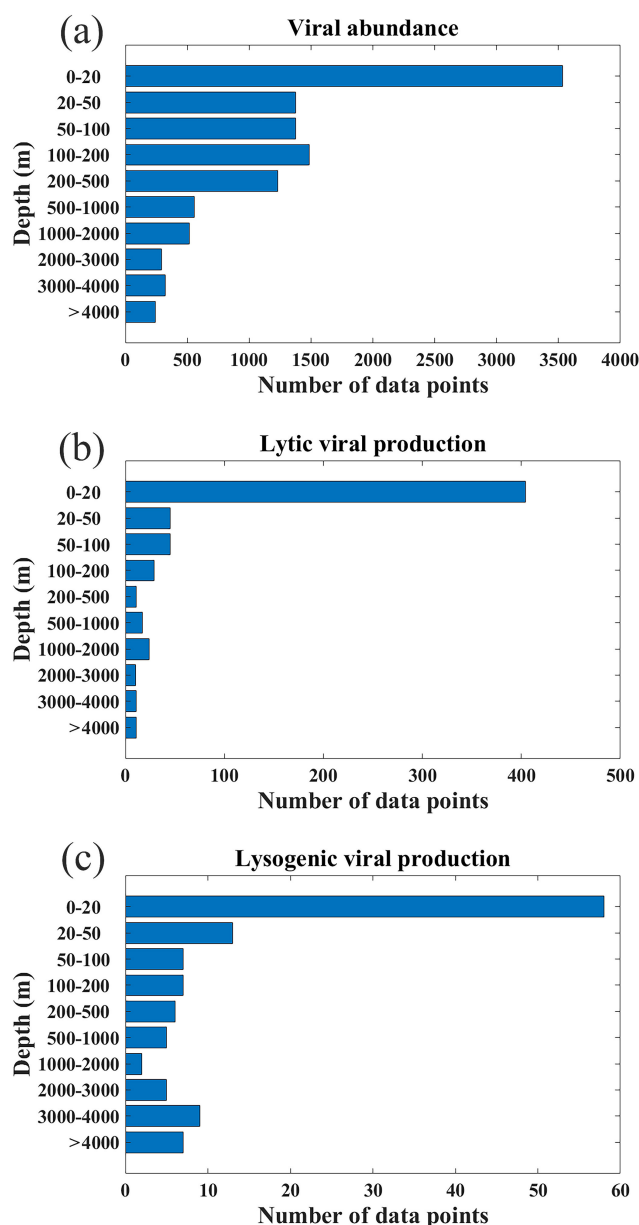 (a)
Viral abundance
Depth (m)
0-20
20-50
50-100
100-200
200-500
500-1000
1000-2000
2000-3000
3000-4000
>4000
0 500 1000 1500 2000 2500 3000 3500 4000
Number of data points
(b)
Lytic viral production
Depth (m)
0-20
20-50
50-100
100-200
200-500
500-1000
1000-2000
2000-3000
3000-4000
>4000
0 100 200 300 400 500
Number of data points
(c)
Lysogenic viral production
Depth (m)
0-20
20-50
50-100
100-200
200-500
500-1000
1000-2000
2000-3000
3000-4000
>4000
0 10 20 30 40 50 60
Number of data points